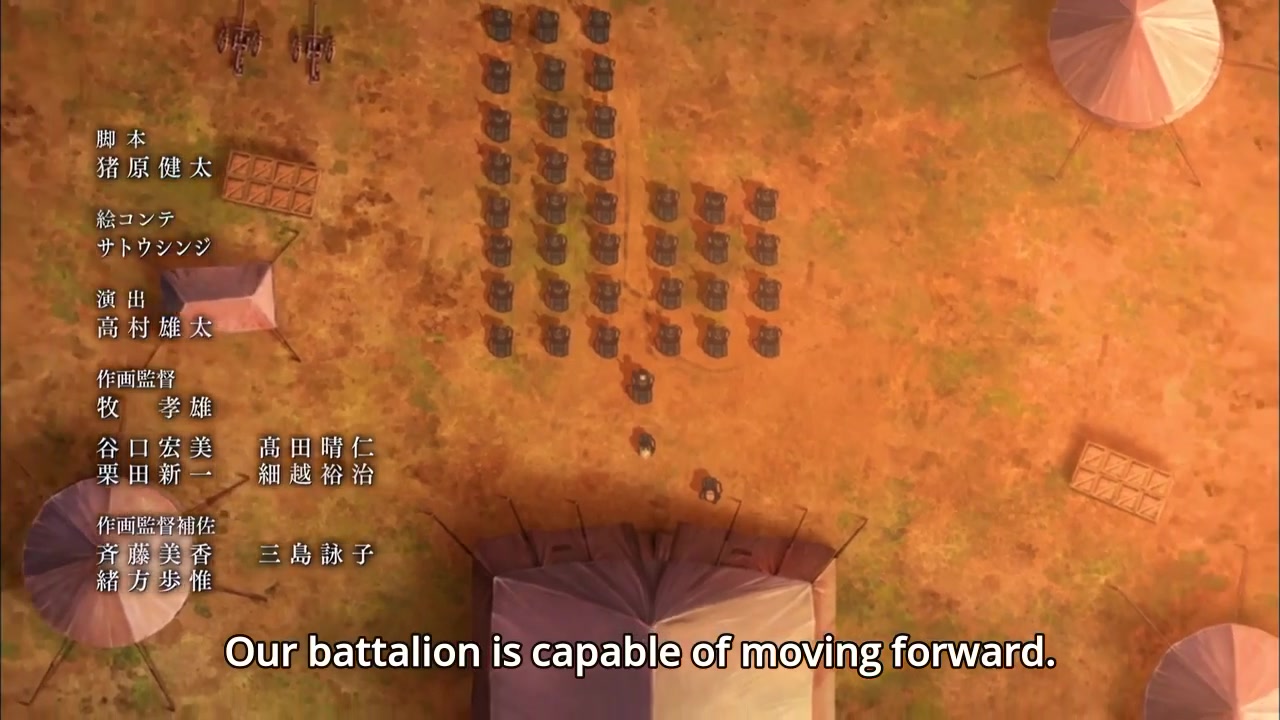 脚本
猪原健太
絵コンテ
サトウシンジ
演出
高村雄太
作画監督
牧 孝雄
谷口宏美 髙田晴仁
栗田新一 細越裕治
作画監督補佐
斉藤美香 三島詠子
緒方歩惟
Our battalion is capable of moving forward.